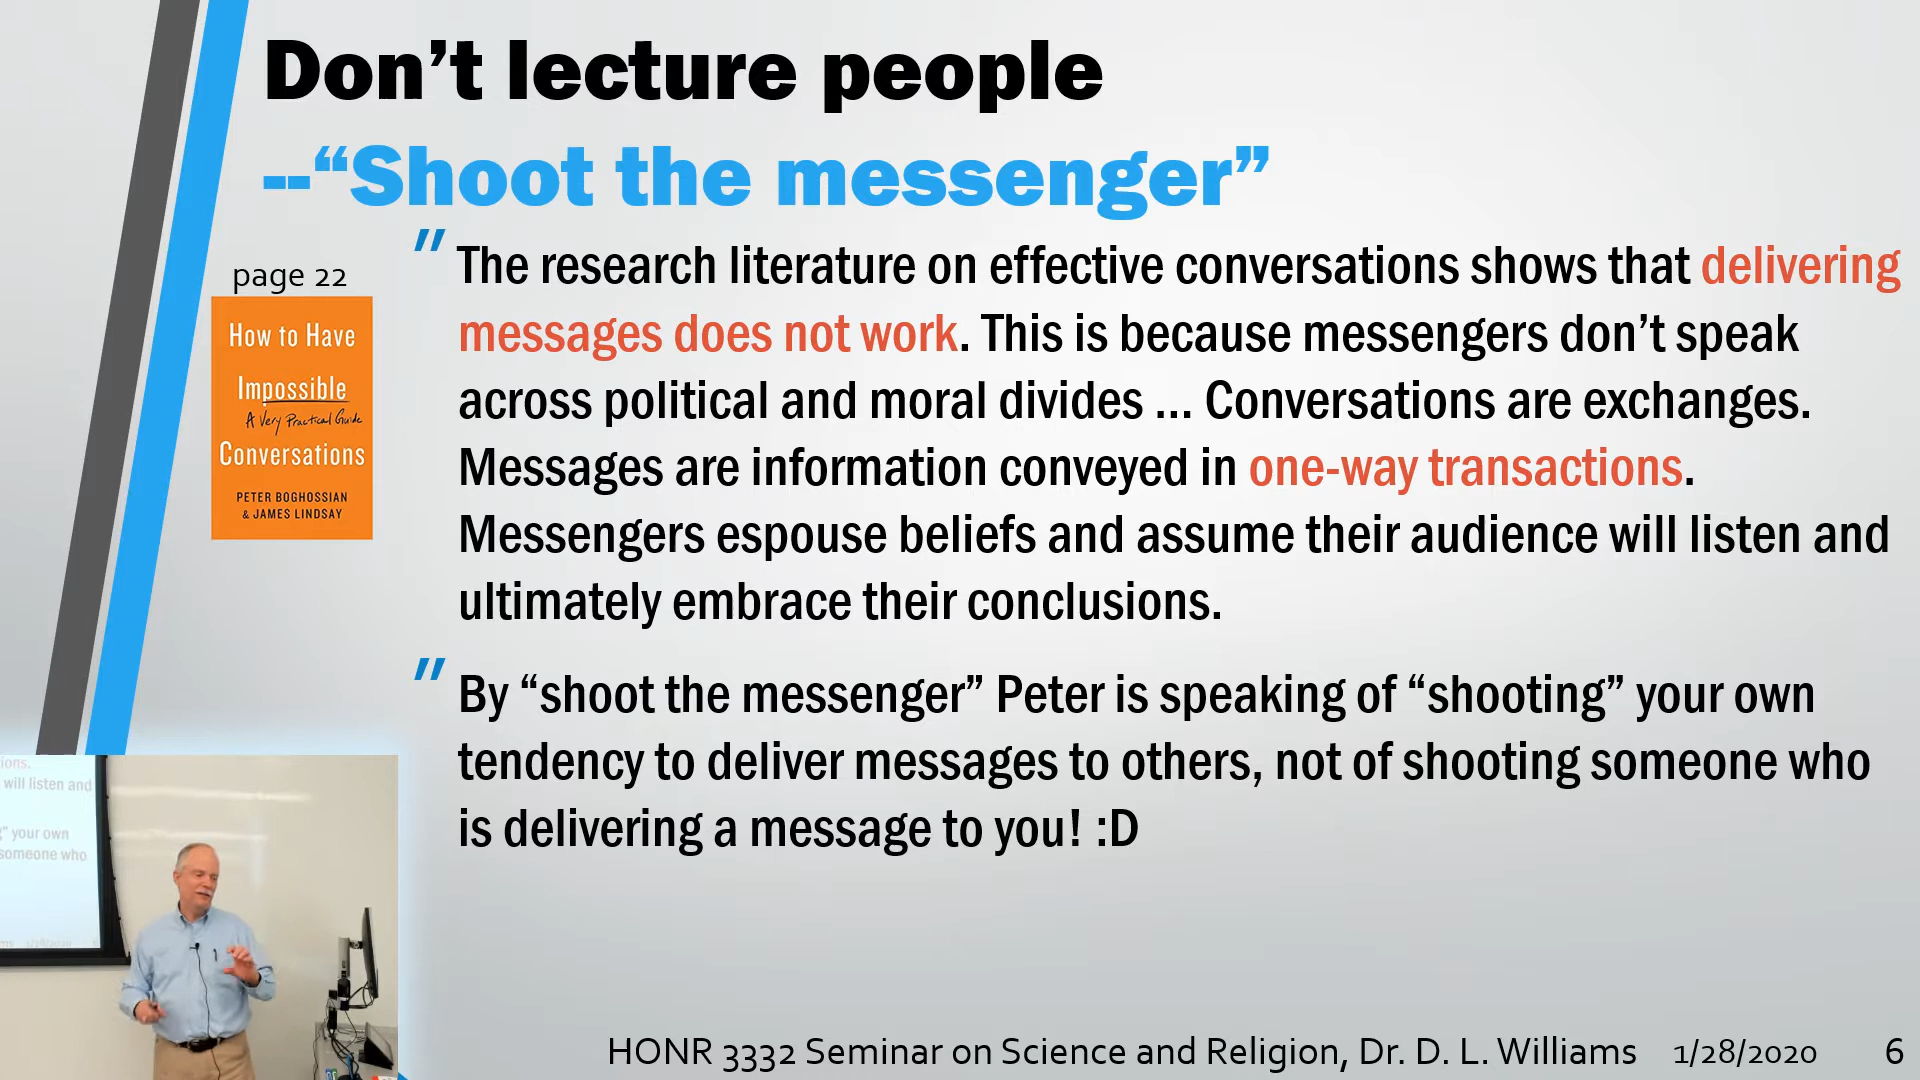 Don’t lecture people
--“Shoot the messenger”
page 22
How to Have
Impossible
A Very Practical Guide
Conversations
PETER BOGHOSSIAN
& JAMES LINDSAY
" The research literature on effective conversations shows that delivering
messages does not work. This is because messengers don’t speak
across political and moral divides ... Conversations are exchanges.
Messages are information conveyed in one-way transactions.
Messengers espouse beliefs and assume their audience will listen and
ultimately embrace their conclusions.
" By “shoot the messenger” Peter is speaking of “shooting” your own
tendency to deliver messages to others, not of shooting someone who
is delivering a message to you! :D
ions.
will listen and
” your own
someone who
HONR 3332 Seminar on Science and Religion, Dr. D. L. Williams 1/28/2020 6